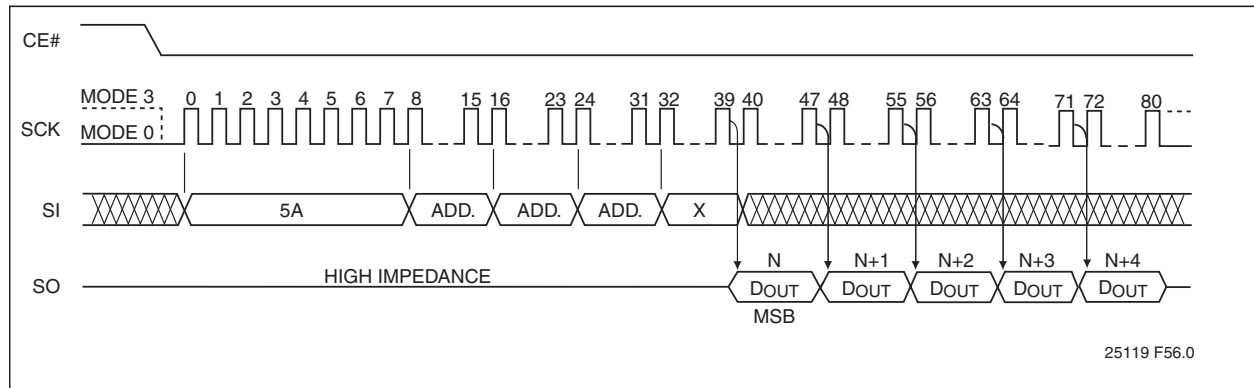 CE#
MODE 3
0 1 2 3 4 5 6 7 8 15 16 23 24 31 32 39 40 47 48 55 56 63 64 71 72 80
SCK
MODE 0
SI
5A ADD. ADD. ADD. X
N N+1 N+2 N+3 N+4
HIGH IMPEDANCE
SO
DOUT DOUT DOUT DOUT DOUT
MSB
25119 F56.0